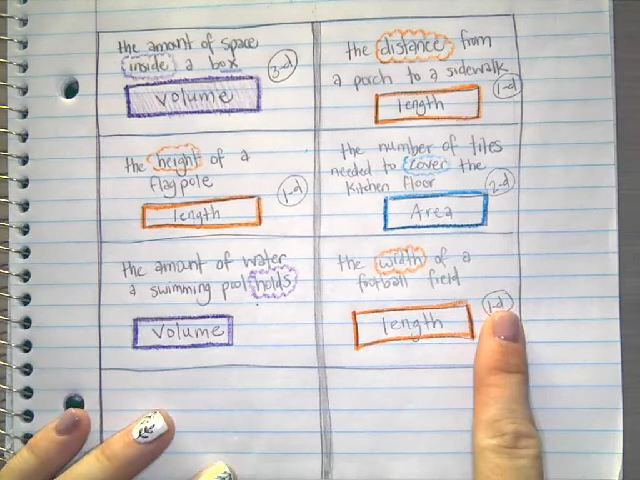 the amount of space
inside a box
3-d
Volume
the distance from
a porch to a sidewalk
1-d
length
the height of a
flagpole
1-d
length
the number of tiles
needed to cover the
kitchen floor
2-d
Area
the amount of water
a swimming pool holds
Volume
the width of a
football field
1-d
length